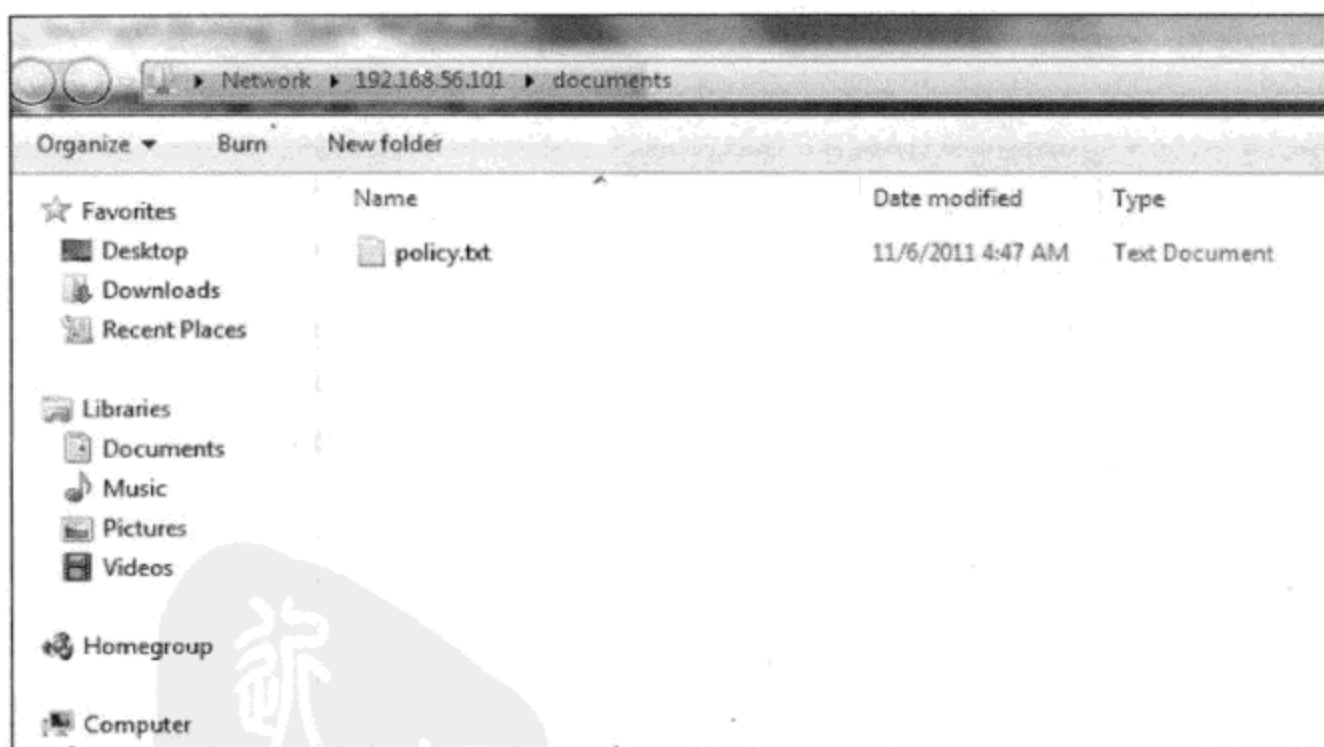 Network ▸ 192.168.56.101 ▸ documents
Organize ▾ Burn New folder
Name Date modified Type
policy.txt 11/6/2011 4:47 AM Text Document
Favorites
Desktop
Downloads
Recent Places
Libraries
Documents
Music
Pictures
Videos
Homegroup
Computer